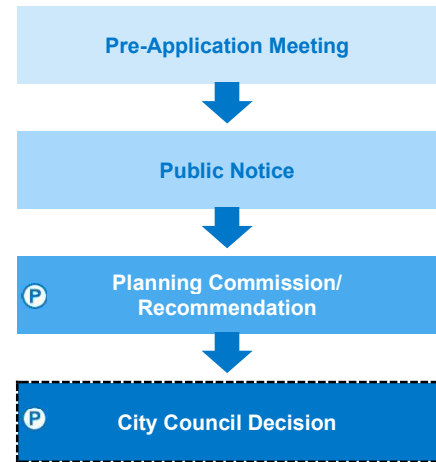 Pre-Application Meeting
Public Notice
P
Planning Commission/
Recommendation
P
City Council Decision